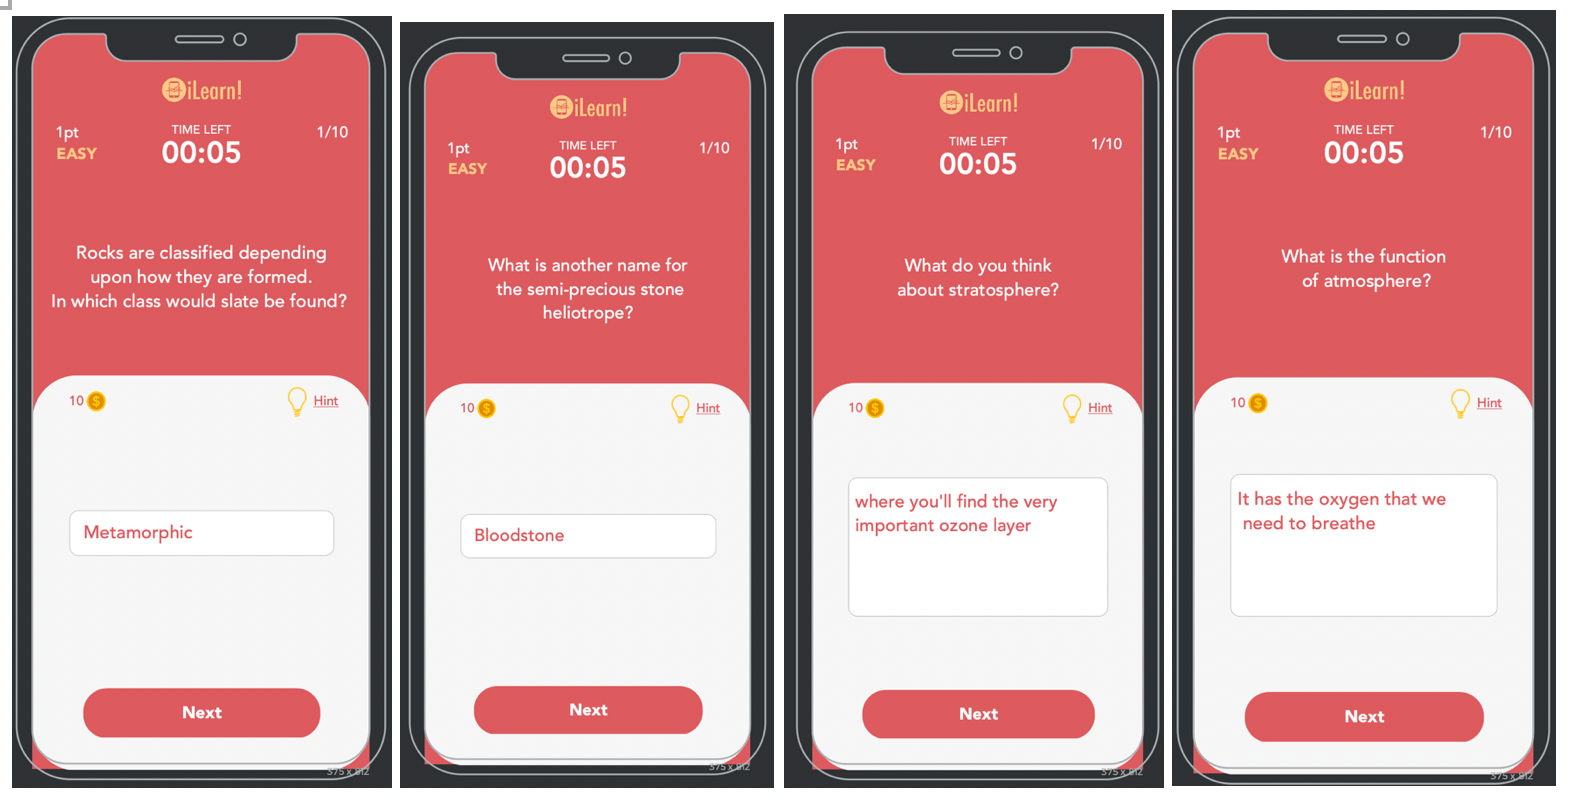 iLearn!
1pt
EASY
TIME LEFT
00:05
1/10
Rocks are classified depending
upon how they are formed.
In which class would slate be found?
10
Hint
Metamorphic
Next
375 x 812
iLearn!
1pt
EASY
TIME LEFT
00:05
1/10
What is another name for
the semi-precious stone
heliotrope?
10
Hint
Bloodstone
Next
375 x 812
iLearn!
1pt
EASY
TIME LEFT
00:05
1/10
What do you think
about stratosphere?
10
Hint
where you'll find the very
important ozone layer
Next
375 x 812
iLearn!
1pt
EASY
TIME LEFT
00:05
1/10
What is the function
of atmosphere?
10
Hint
It has the oxygen that we
need to breathe
Next
375 x 812